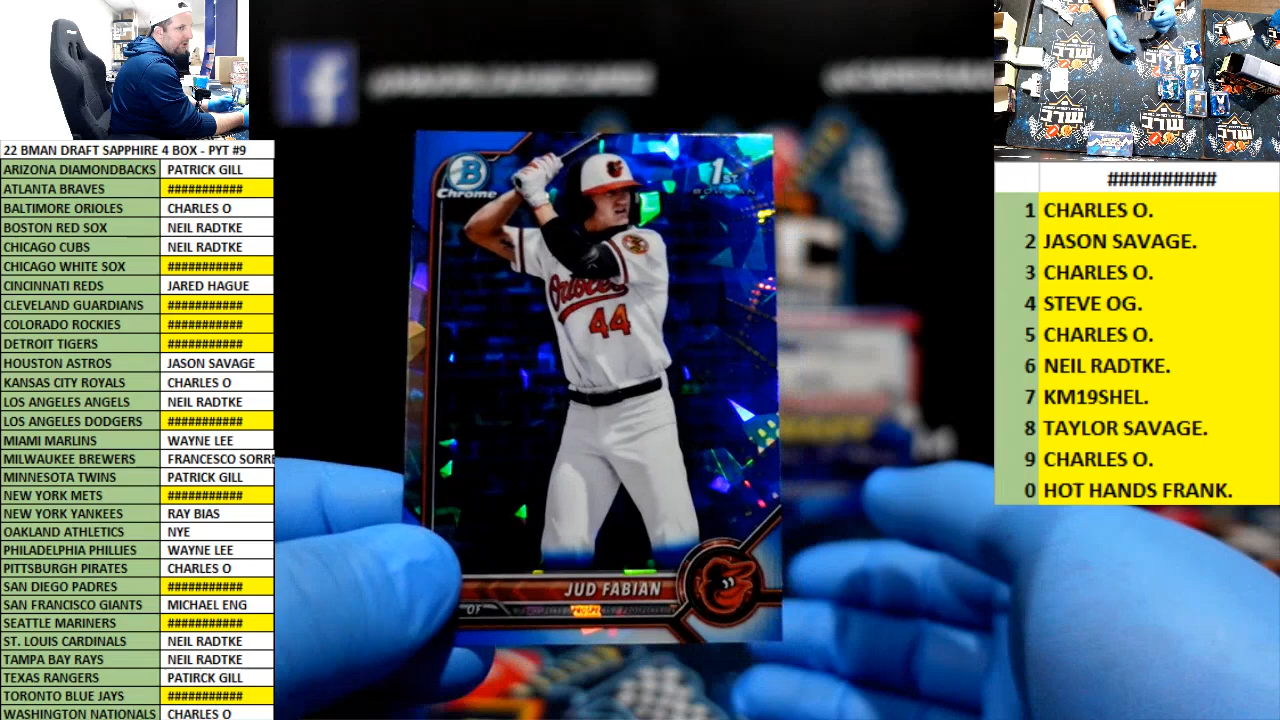 22 BMAN DRAFT SAPPHIRE 4 BOX - PYT #9
ARIZONA DIAMONDBACKS PATRICK GILL
ATLANTA BRAVES ###########
BALTIMORE ORIOLES CHARLES O
BOSTON RED SOX NEIL RADTKE
CHICAGO CUBS NEIL RADTKE
CHICAGO WHITE SOX ###########
CINCINNATI REDS JARED HAGUE
CLEVELAND GUARDIANS ###########
COLORADO ROCKIES ###########
DETROIT TIGERS ###########
HOUSTON ASTROS JASON SAVAGE
KANSAS CITY ROYALS CHARLES O
LOS ANGELES ANGELS NEIL RADTKE
LOS ANGELES DODGERS ###########
MIAMI MARLINS WAYNE LEE
MILWAUKEE BREWERS FRANCESCO SORRE
MINNESOTA TWINS PATRICK GILL
NEW YORK METS ###########
NEW YORK YANKEES RAY BIAS
OAKLAND ATHLETICS NYE
PHILADELPHIA PHILLIES WAYNE LEE
PITTSBURGH PIRATES CHARLES O
SAN DIEGO PADRES ###########
SAN FRANCISCO GIANTS MICHAEL ENG
SEATTLE MARINERS ###########
ST. LOUIS CARDINALS NEIL RADTKE
TAMPA BAY RAYS NEIL RADTKE
TEXAS RANGERS PATIRCK GILL
TORONTO BLUE JAYS ###########
WASHINGTON NATIONALS CHARLES O
B
Chrome
1ST
BOWMAN
Orioles
44
JUD FABIAN
OF
##########
1 CHARLES O.
2 JASON SAVAGE.
3 CHARLES O.
4 STEVE OG.
5 CHARLES O.
6 NEIL RADTKE.
7 KM19SHEL.
8 TAYLOR SAVAGE.
9 CHARLES O.
0 HOT HANDS FRANK.